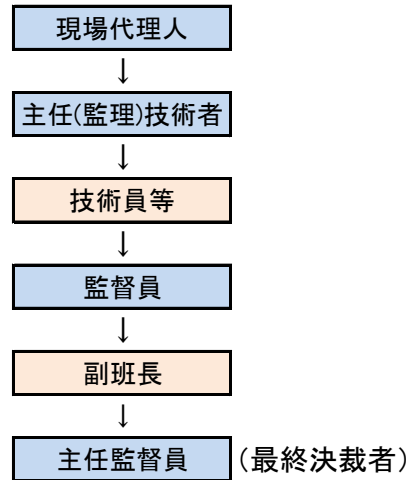 現場代理人
↓
主任(監理)技術者
↓
技術員等
↓
監督員
↓
副班長
↓
主任監督員 (最終決裁者)